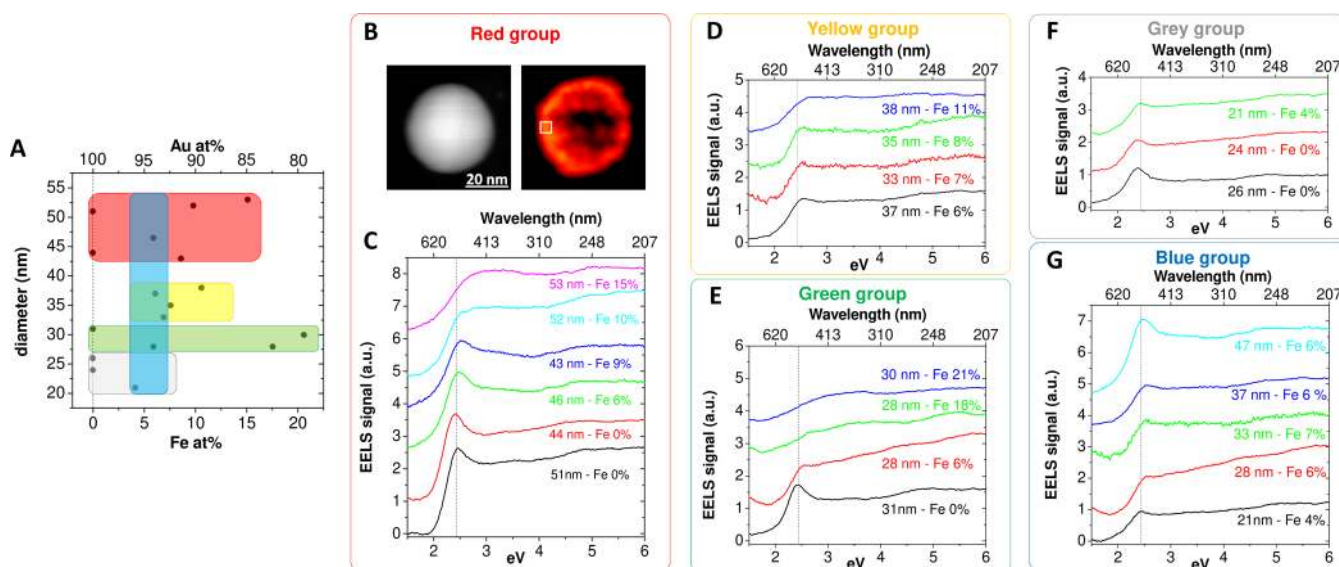 A
Au at%
100 95 90 85 80
diameter (nm)
55
50
45
40
35
30
25
20
0 5 10 15 20
Fe at%
B
Red group
20 nm
C
Wavelength (nm)
620 413 310 248 207
EELS signal (a.u.)
8
7
6
5
4
3
2
1
0
53 nm - Fe 15%
52 nm - Fe 10%
43 nm - Fe 9%
46 nm - Fe 6%
44 nm - Fe 0%
51nm - Fe 0%
2 3 4 5 6
eV
D
Yellow group
Wavelength (nm)
620 413 310 248 207
EELS signal (a.u.)
5
4
3
2
1
0
38 nm - Fe 11%
35 nm - Fe 8%
33 nm - Fe 7%
37 nm - Fe 6%
2 3 4 5 6
eV
E
Green group
Wavelength (nm)
620 413 310 248 207
EELS signal (a.u.)
5
4
3
2
1
0
30 nm - Fe 21%
28 nm - Fe 18%
28 nm - Fe 6%
31nm - Fe 0%
2 3 4 5 6
eV
F
Grey group
Wavelength (nm)
620 413 310 248 207
EELS signal (a.u.)
4
3
2
1
0
21 nm - Fe 4%
24 nm - Fe 0%
26 nm - Fe 0%
2 3 4 5 6
eV
G
Blue group
Wavelength (nm)
620 413 310 248 207
EELS signal (a.u.)
7
6
5
4
3
2
1
0
47 nm - Fe 6%
37 nm - Fe 6 %
33 nm - Fe 7%
28 nm - Fe 6%
21nm - Fe 4%
2 3 4 5 6
eV